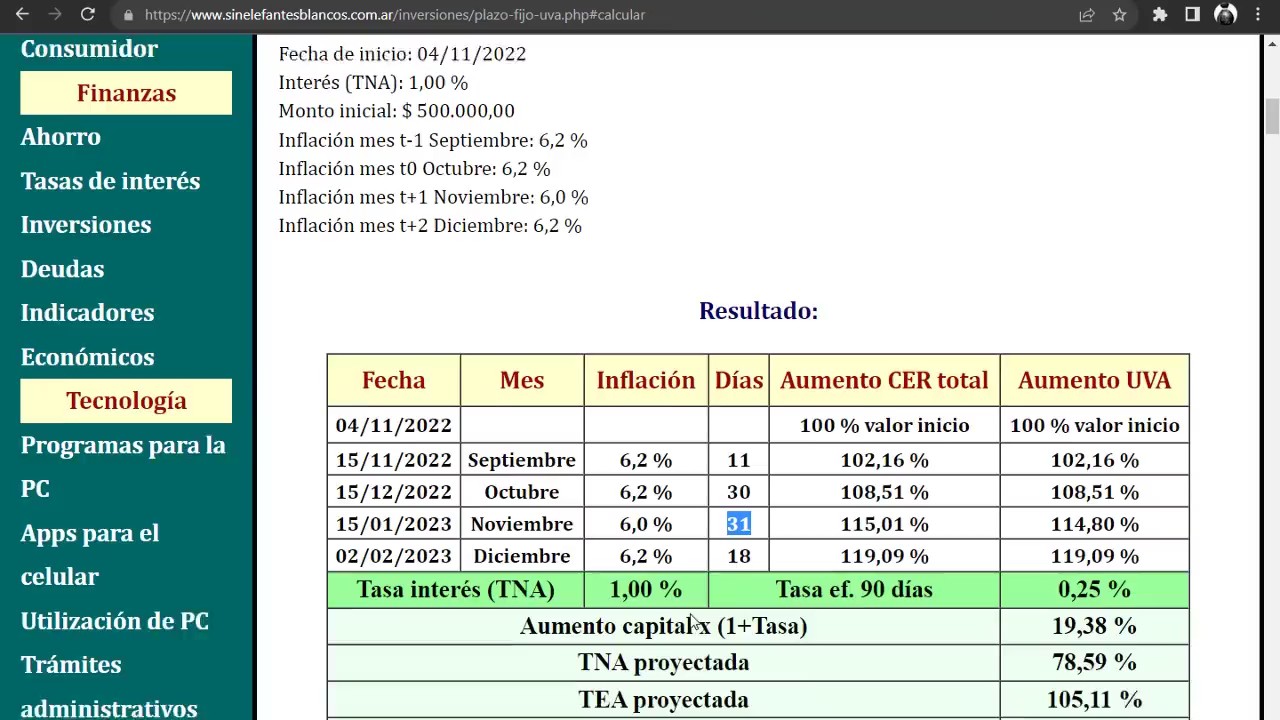 https://www.sinelefantesblancos.com.ar/inversiones/plazo-fijo-uva.php#calcular
Consumidor
Finanzas
Ahorro
Tasas de interés
Inversiones
Deudas
Indicadores
Económicos
Tecnología
Programas para la
PC
Apps para el
celular
Utilización de PC
Trámites
administrativos
Fecha de inicio: 04/11/2022
Interés (TNA): 1,00 %
Monto inicial: $ 500.000,00
Inflación mes t-1 Septiembre: 6,2 %
Inflación mes t0 Octubre: 6,2 %
Inflación mes t+1 Noviembre: 6,0 %
Inflación mes t+2 Diciembre: 6,2 %
Resultado:
Fecha Mes Inflación Días Aumento CER total Aumento UVA
04/11/2022 100 % valor inicio 100 % valor inicio
15/11/2022 Septiembre 6,2 % 11 102,16 % 102,16 %
15/12/2022 Octubre 6,2 % 30 108,51 % 108,51 %
15/01/2023 Noviembre 6,0 % 31 115,01 % 114,80 %
02/02/2023 Diciembre 6,2 % 18 119,09 % 119,09 %
Tasa interés (TNA) 1,00 % Tasa ef. 90 días 0,25 %
Aumento capital x (1+Tasa) 19,38 %
TNA proyectada 78,59 %
TEA proyectada 105,11 %